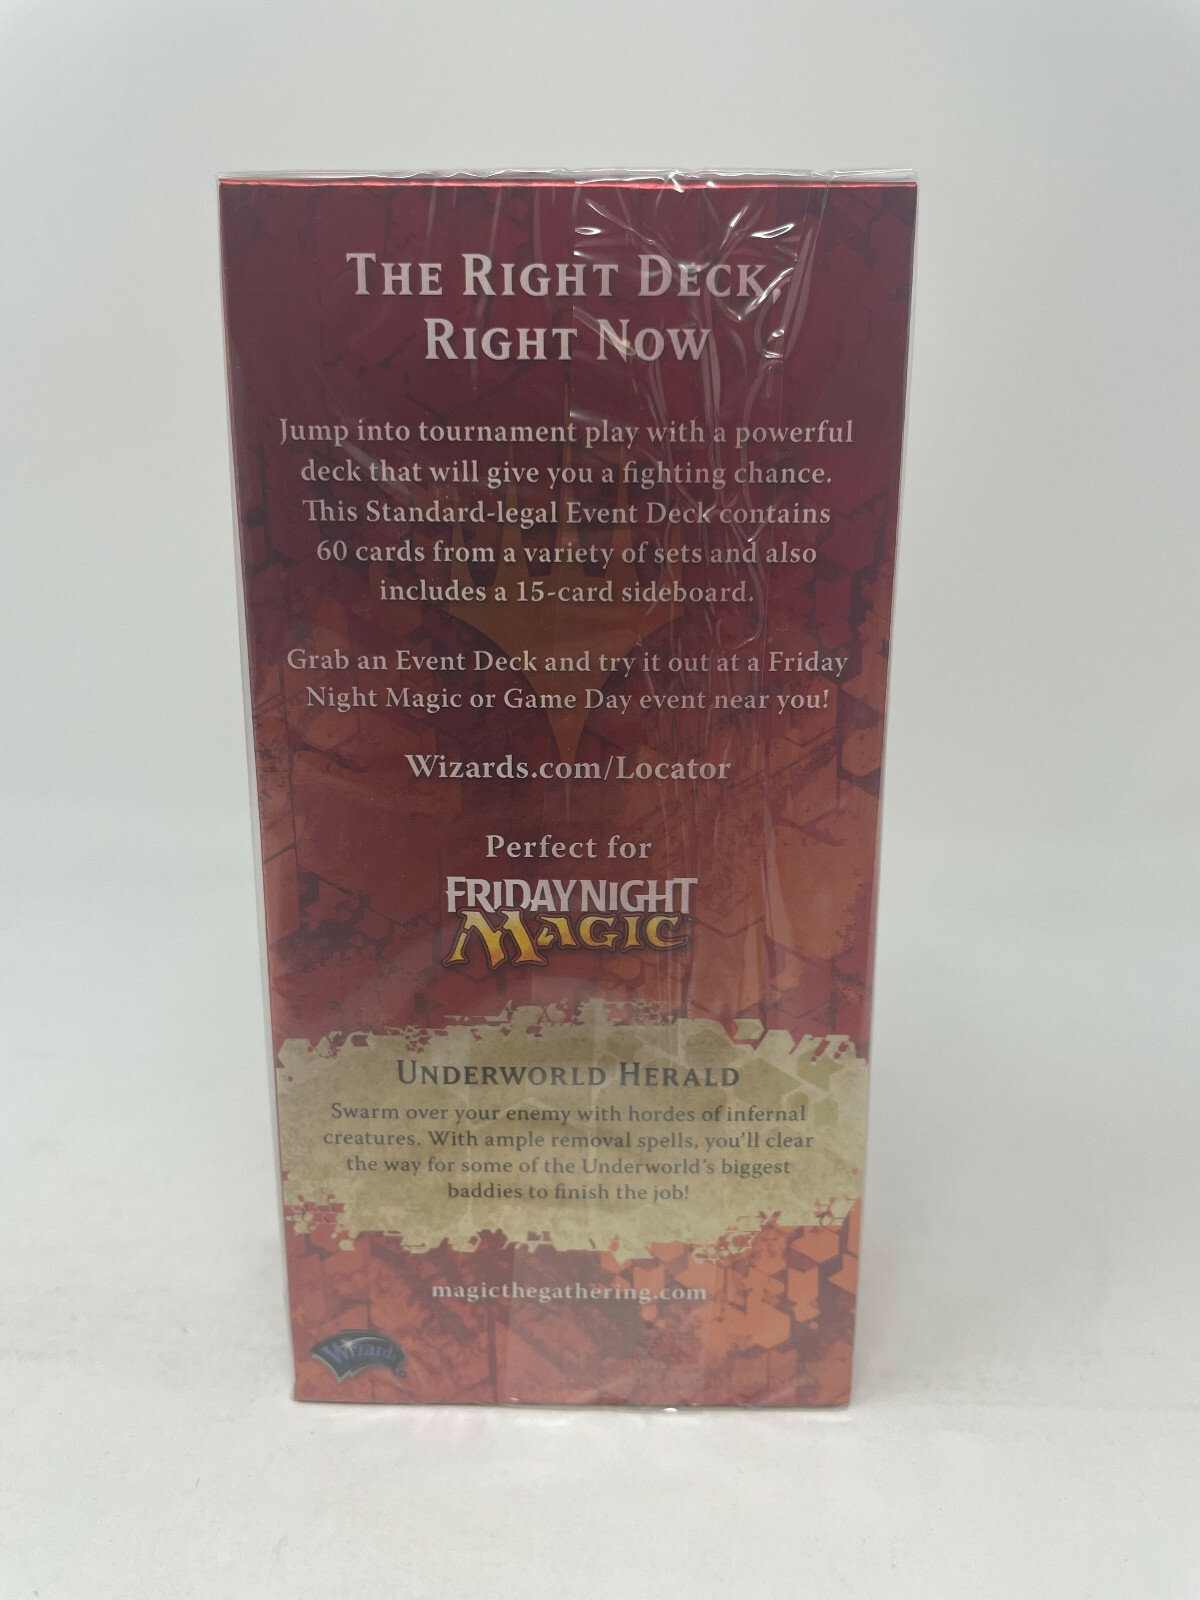 The Right Deck,
Right Now
Jump into tournament play with a powerful
deck that will give you a fighting chance.
This Standard-legal Event Deck contains
60 cards from a variety of sets and also
includes a 15-card sideboard.
Grab an Event Deck and try it out at a Friday
Night Magic or Game Day event near you!
Wizards.com/Locator
Perfect for
FRIDAY NIGHT
MAGIC™
Underworld Herald
Swarm over your enemy with hordes of infernal
creatures. With ample removal spells, you'll clear
the way for some of the Underworld's biggest
baddies to finish the job!
magicthegathering.com
Wizards